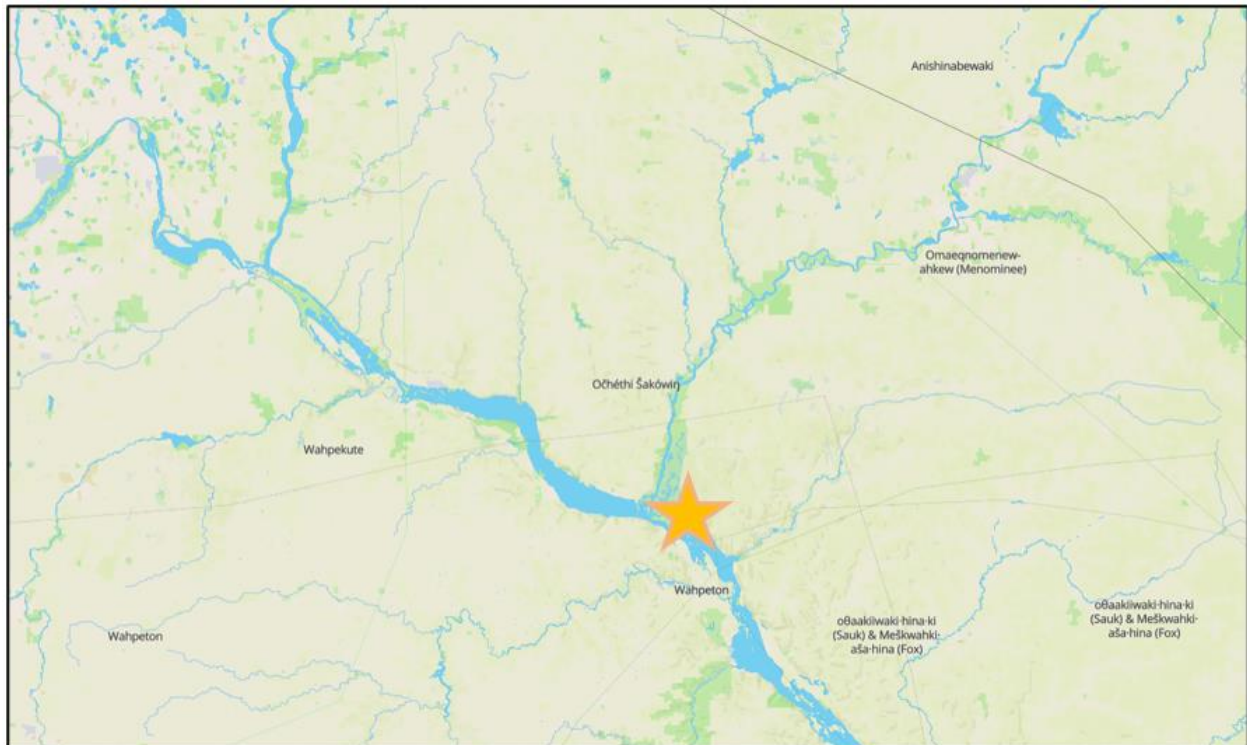 Anishinabewaki
Omaeqnomenew-
ahkew (Menominee)
Očhéthi Šakówiŋ
Wahpekute
Wahpeton
Wahpeton
oθaakiiwaki·hina·ki
(Sauk) & Meškwahki·
aša·hina (Fox)
oθaakiiwaki·hina·ki
(Sauk) & Meškwahki·
aša·hina (Fox)